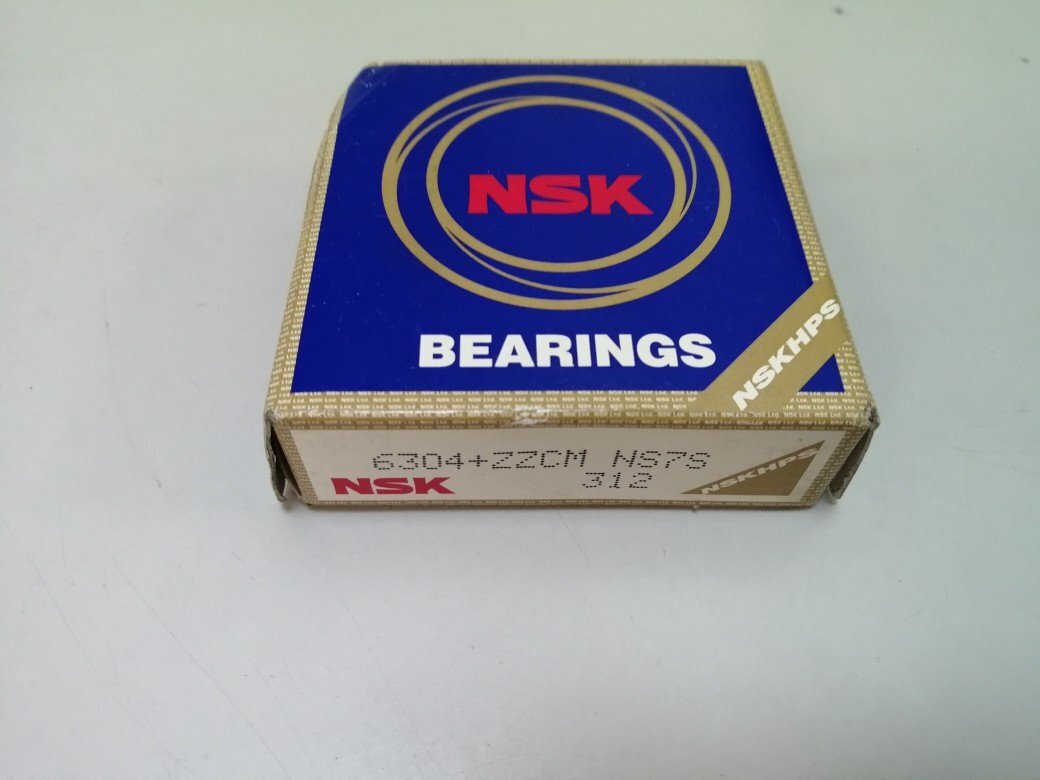 NSK
BEARINGS
NSKHPS
6304+ZZCM NS7S
NSK 312 NSKHPS